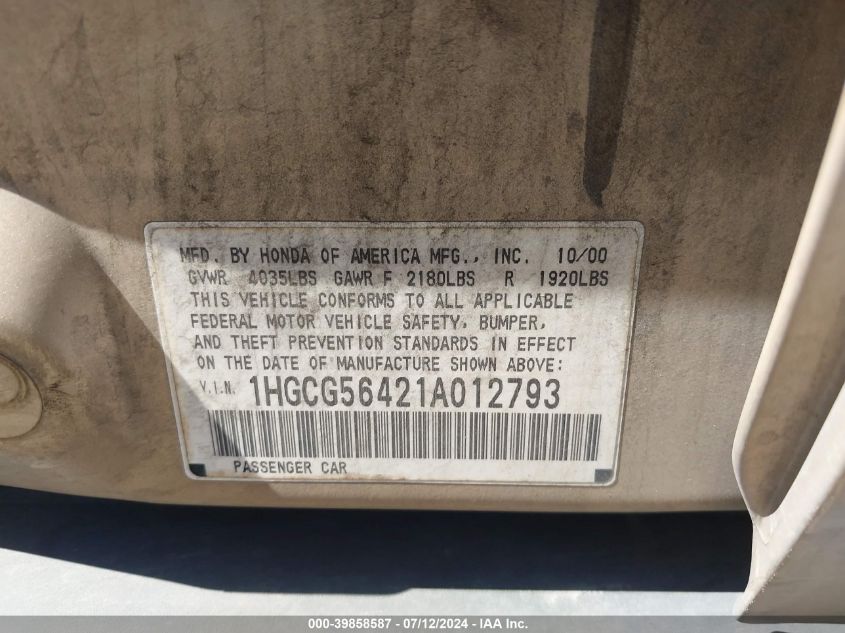 MFD. BY HONDA OF AMERICA MFG., INC. 10/00
GVWR 4035LBS GAWR F 2180LBS R 1920LBS
THIS VEHICLE CONFORMS TO ALL APPLICABLE
FEDERAL MOTOR VEHICLE SAFETY, BUMPER,
AND THEFT PREVENTION STANDARDS IN EFFECT
ON THE DATE OF MANUFACTURE SHOWN ABOVE:
V.I.N. 1HGCG56421A012793
PASSENGER CAR
000-39858587 - 07/12/2024 - IAA Inc.